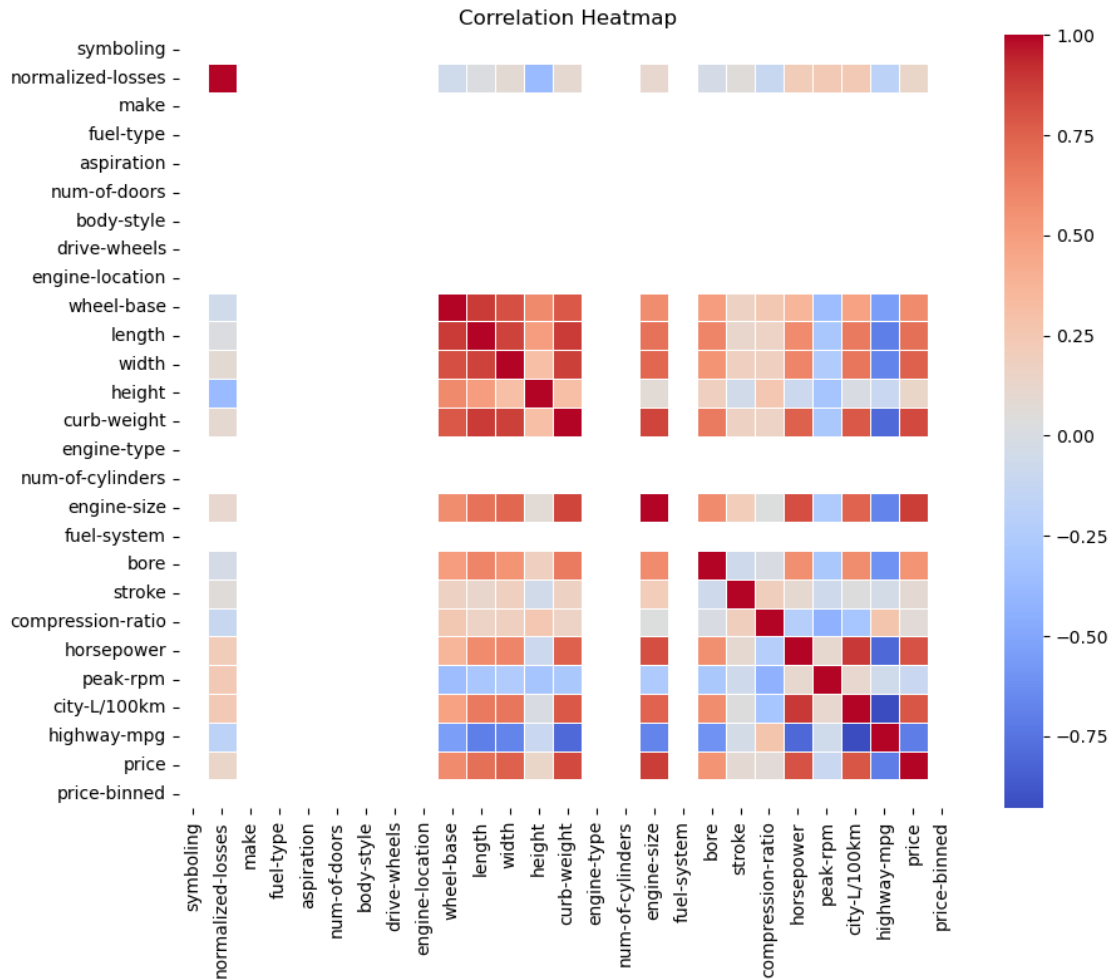 Correlation Heatmap
symboling
normalized-losses
make
fuel-type
aspiration
num-of-doors
body-style
drive-wheels
engine-location
wheel-base
length
width
height
curb-weight
engine-type
num-of-cylinders
engine-size
fuel-system
bore
stroke
compression-ratio
horsepower
peak-rpm
city-L/100km
highway-mpg
price
price-binned
symboling
normalized-losses
make
fuel-type
aspiration
num-of-doors
body-style
drive-wheels
engine-location
wheel-base
length
width
height
curb-weight
engine-type
num-of-cylinders
engine-size
fuel-system
bore
stroke
compression-ratio
horsepower
peak-rpm
city-L/100km
highway-mpg
price
price-binned
1.00
0.75
0.50
0.25
0.00
−0.25
−0.50
−0.75